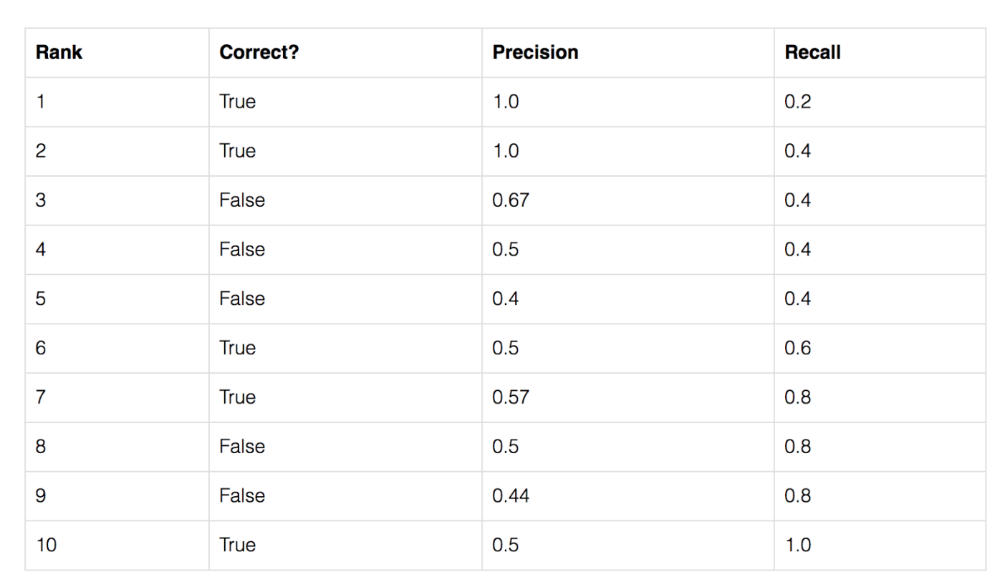 Rank Correct? Precision Recall
1 True 1.0 0.2
2 True 1.0 0.4
3 False 0.67 0.4
4 False 0.5 0.4
5 False 0.4 0.4
6 True 0.5 0.6
7 True 0.57 0.8
8 False 0.5 0.8
9 False 0.44 0.8
10 True 0.5 1.0